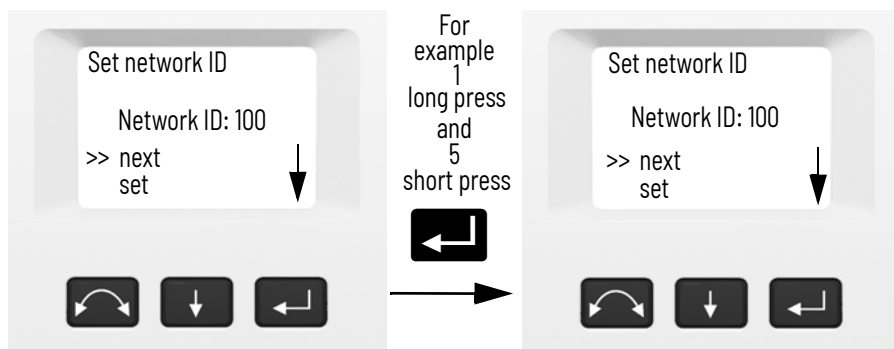 Set network ID
Network ID: 100
>> next
set
For
example
1
long press
and
5
short press
Set network ID
Network ID: 100
>> next
set